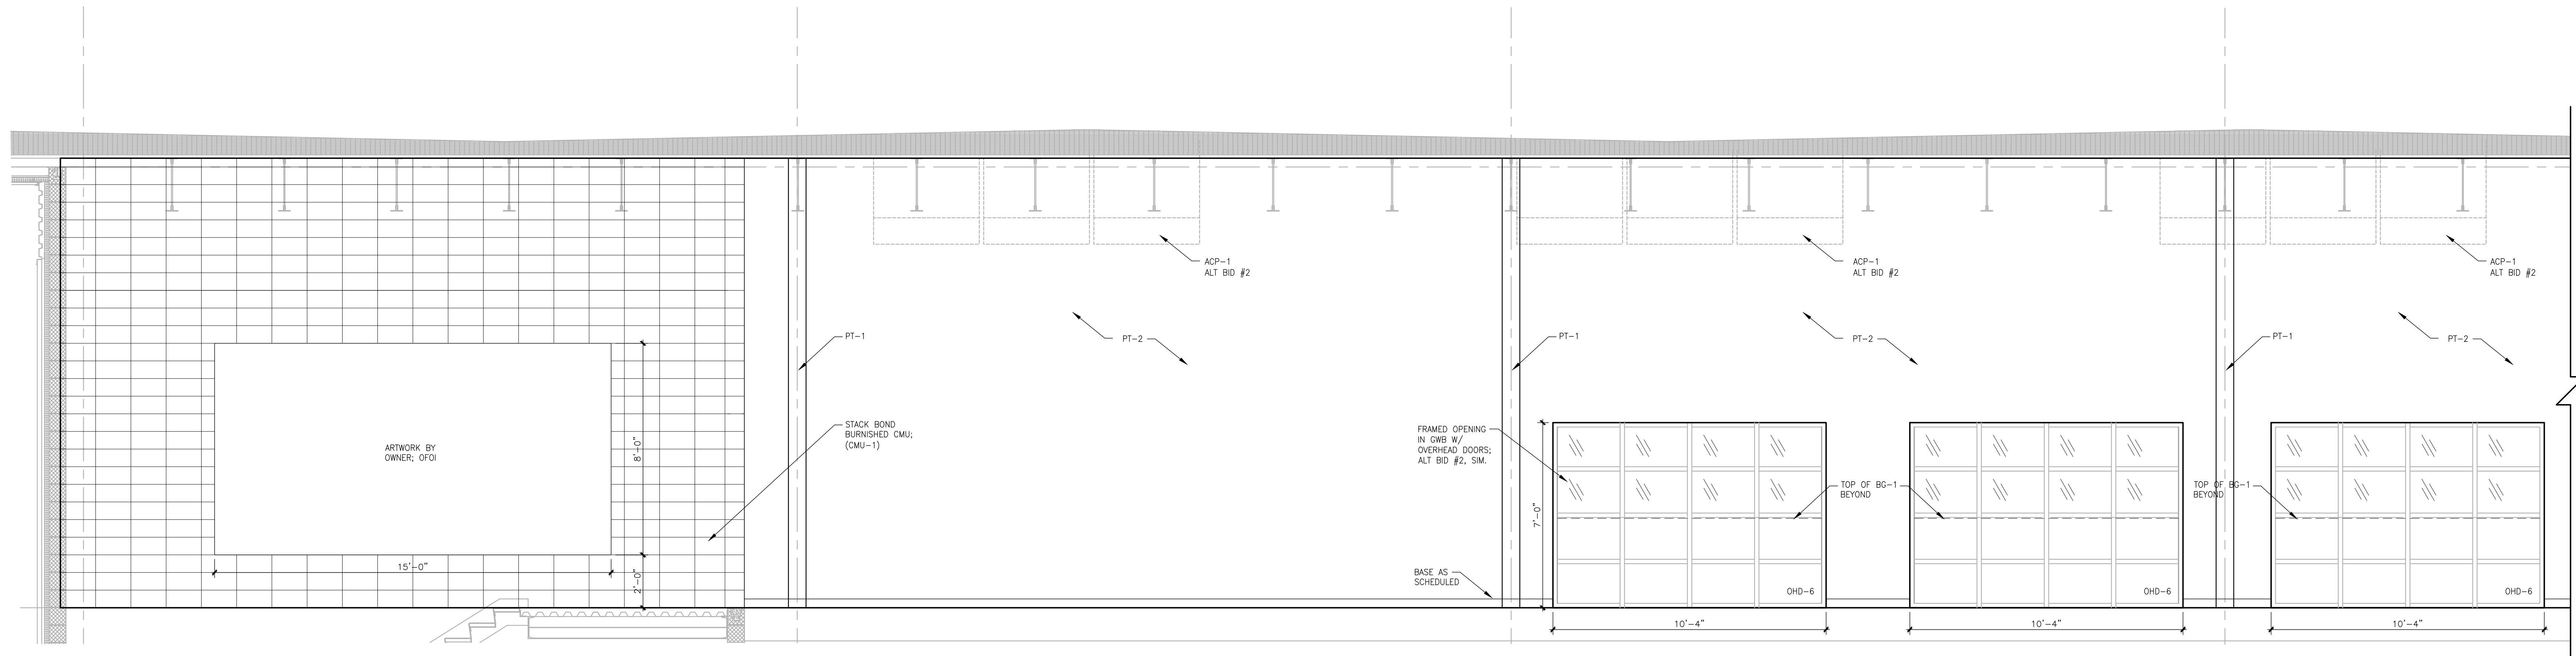 ACP-1
ALT BID #2
ACP-1
ALT BID #2
ACP-1
ALT BID #2
PT-1
PT-2
PT-1
PT-2
PT-1
PT-2
ARTWORK BY
OWNER; OFOI
8'-0"
STACK BOND
BURNISHED CMU;
(CMU-1)
FRAMED OPENING
IN GWB W/
OVERHEAD DOORS;
ALT BID #2, SIM.
TOP OF BG-1
BEYOND
TOP OF BG-1
BEYOND
7'-0"
15'-0"
2'-0"
BASE AS
SCHEDULED
OHD-6
OHD-6
OHD-6
10'-4"
10'-4"
10'-4"